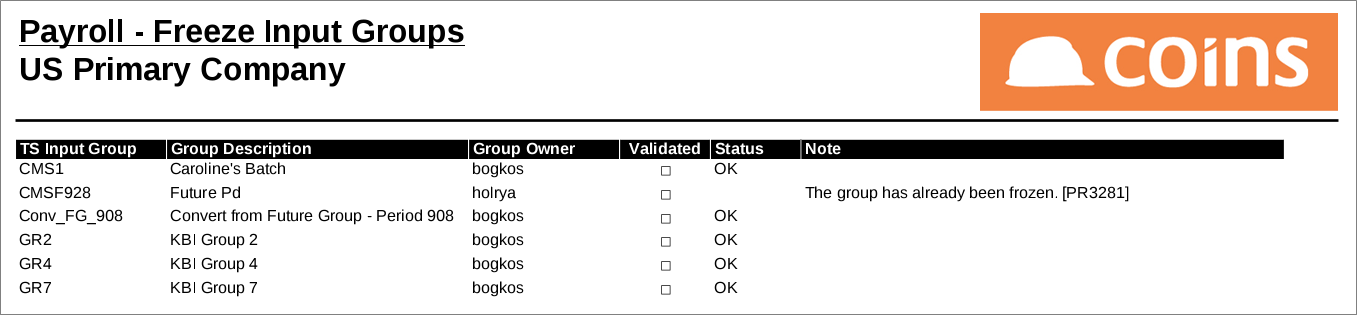 Payroll - Freeze Input Groups
US Primary Company
coins
TS Input Group Group Description Group Owner Validated Status Note
CMS1 Caroline's Batch bogkos OK
CMSF928 Future Pd holrya The group has already been frozen. [PR3281]
Conv_FG_908 Convert from Future Group - Period 908 bogkos OK
GR2 KBI Group 2 bogkos OK
GR4 KBI Group 4 bogkos OK
GR7 KBI Group 7 bogkos OK